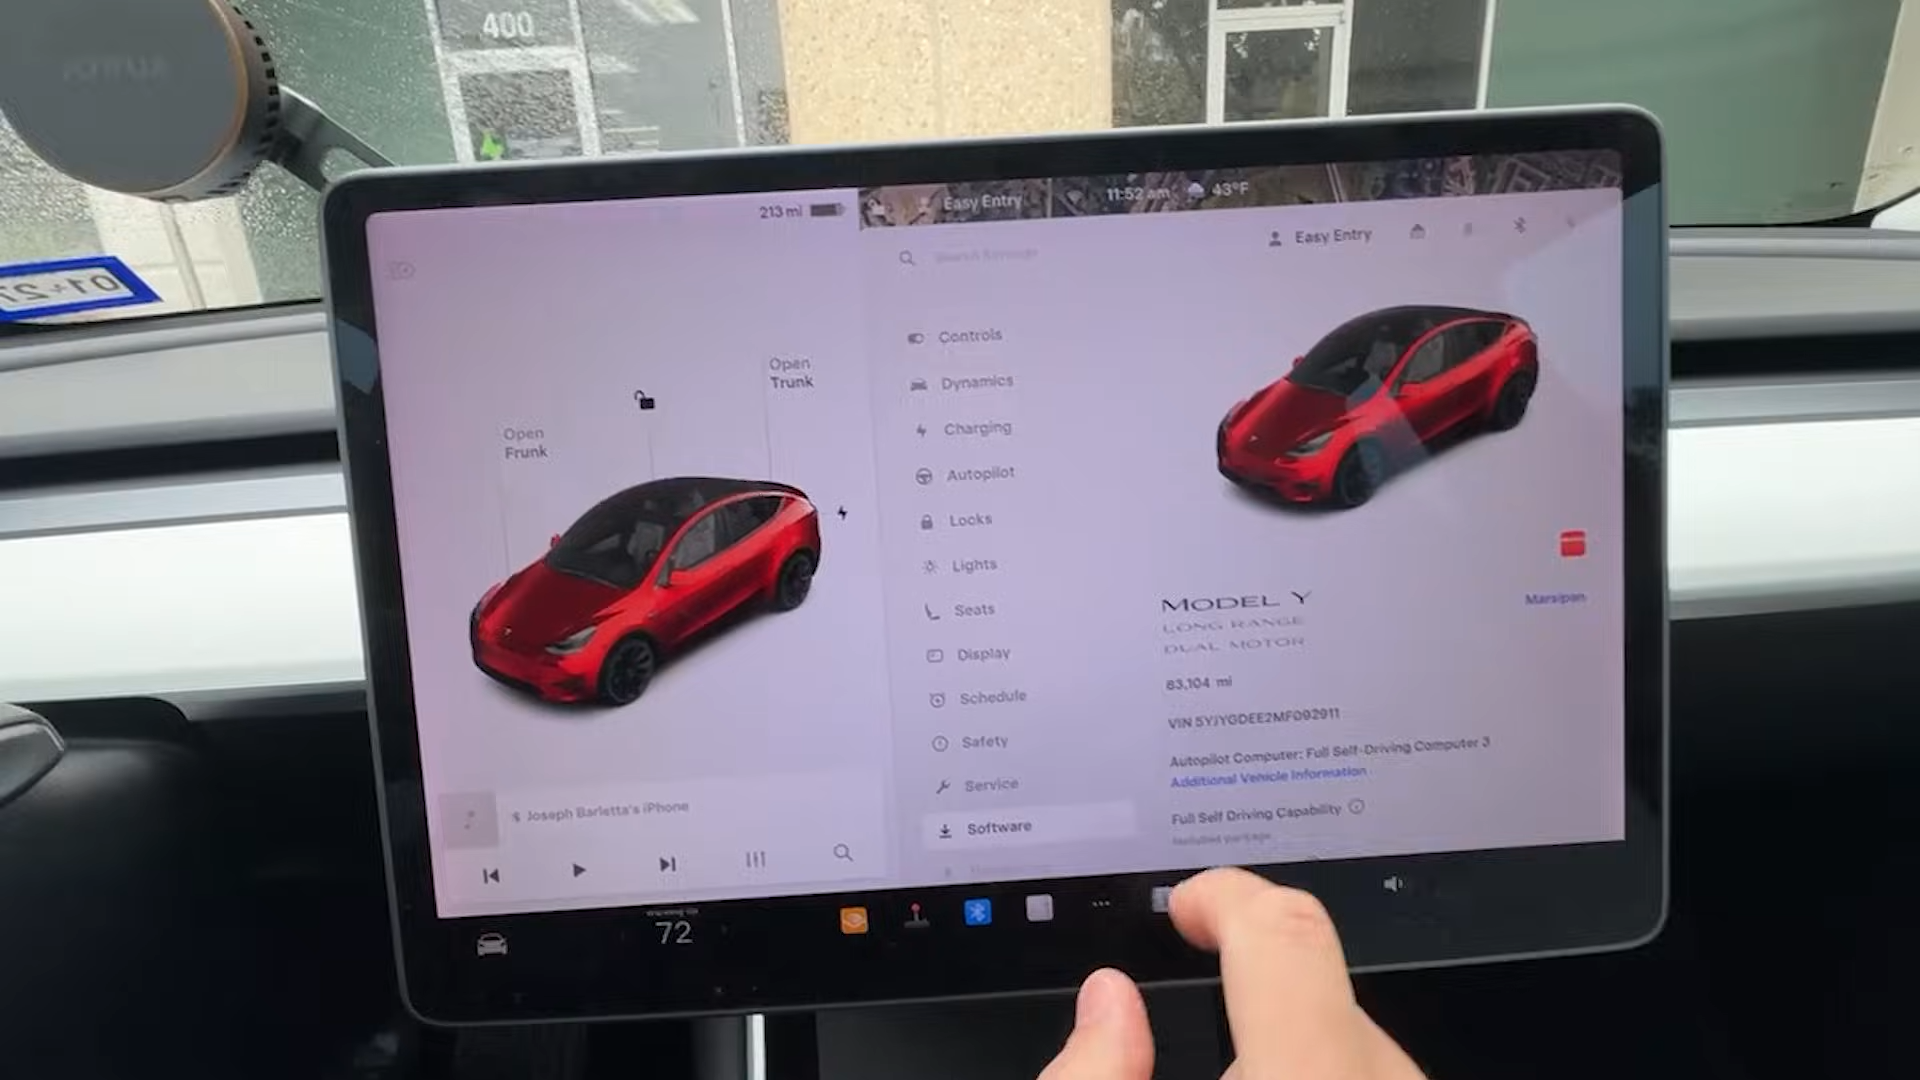 400
213 mi
Easy Entry
11:52 am
43°F
Easy Entry
Open
Trunk
Open
Frunk
Controls
Dynamics
Charging
Autopilot
Locks
Lights
Seats
Display
Schedule
Safety
Service
Software
MODEL Y
LONG RANGE
DUAL MOTOR
Marsipan
83,104 mi
VIN 5YJYGDEE2MF092911
Autopilot Computer: Full Self-Driving Computer 3
Additional Vehicle Information
Full Self Driving Capability
Included package
Joseph Barletta's iPhone
72